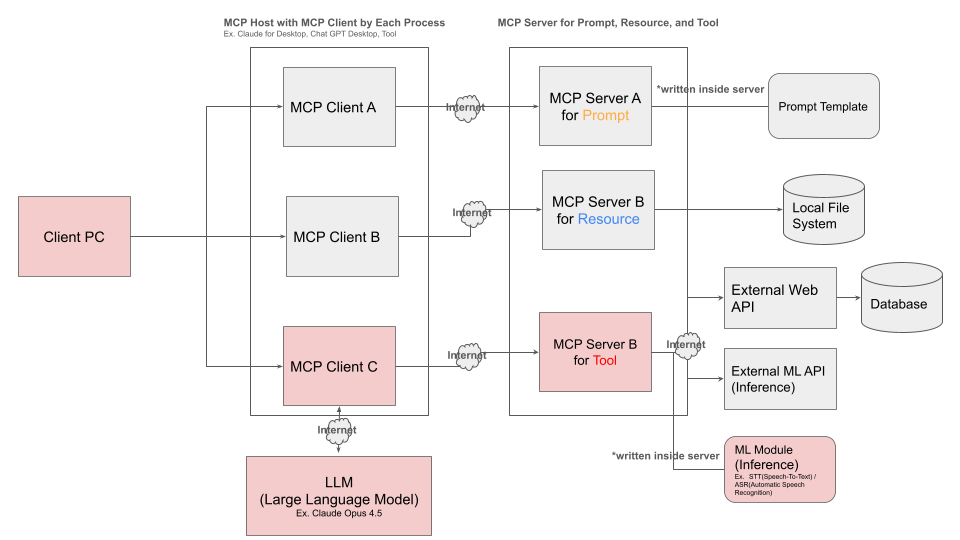 MCP Host with MCP Client by Each Process
Ex. Claude for Desktop, Chat GPT Desktop, Tool
MCP Server for Prompt, Resource, and Tool
MCP Client A
Internet
MCP Server A
for Prompt
*written inside server
Prompt Template
Client PC
MCP Client B
Internet
MCP Server B
for Resource
Local File
System
External Web
API
Database
MCP Client C
Internet
MCP Server B
for Tool
Internet
External ML API
(Inference)
Internet
*written inside server
ML Module
(Inference)
Ex. STT(Speech-To-Text) /
ASR(Automatic Speech
Recognition)
LLM
(Large Language Model)
Ex. Claude Opus 4.5